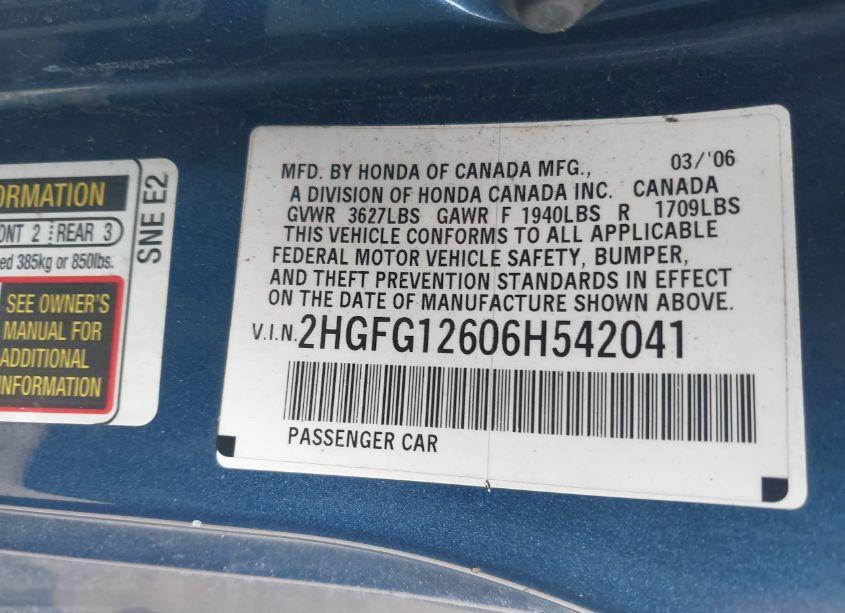 ORMATION
ONT 2 REAR 3
ed 385kg or 850lbs.
SEE OWNER'S
MANUAL FOR
ADDITIONAL
INFORMATION
SNE E2
MFD. BY HONDA OF CANADA MFG., 03/'06
A DIVISION OF HONDA CANADA INC. CANADA
GVWR 3627LBS GAWR F 1940LBS R 1709LBS
THIS VEHICLE CONFORMS TO ALL APPLICABLE
FEDERAL MOTOR VEHICLE SAFETY, BUMPER,
AND THEFT PREVENTION STANDARDS IN EFFECT
ON THE DATE OF MANUFACTURE SHOWN ABOVE.
V.I.N. 2HGFG12606H542041
PASSENGER CAR